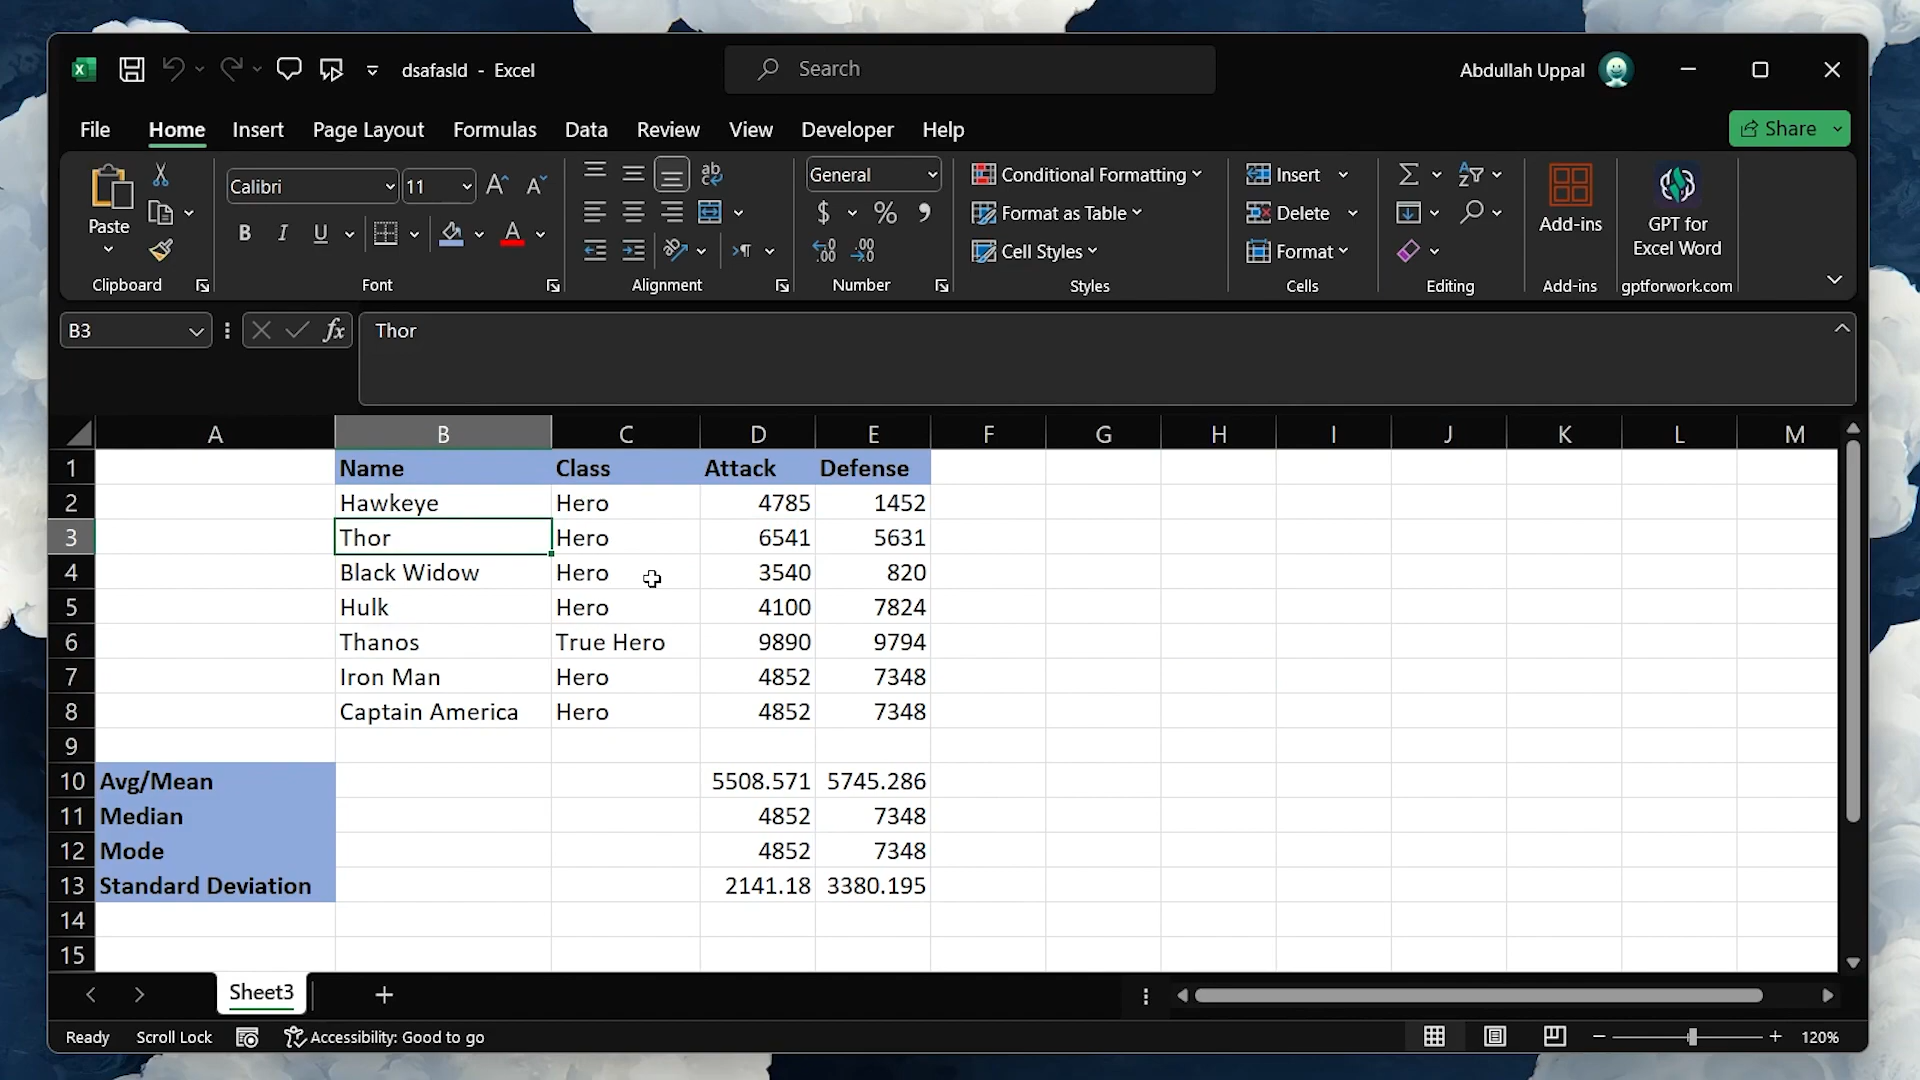 dsafasld - Excel
Search
Abdullah Uppal
File Home Insert Page Layout Formulas Data Review View Developer Help
Share
Paste
Calibri 11
B I U A
General
$ % 9
Conditional Formatting
Format as Table
Cell Styles
Insert
Delete
Format
Add-ins
GPT for
Excel Word
Clipboard Font Alignment Number Styles Cells Editing Add-ins gptforwork.com
B3 fx Thor
A B C D E F G H I J K L M
1 Name Class Attack Defense
2 Hawkeye Hero 4785 1452
3 Thor Hero 6541 5631
4 Black Widow Hero 3540 820
5 Hulk Hero 4100 7824
6 Thanos True Hero 9890 9794
7 Iron Man Hero 4852 7348
8 Captain America Hero 4852 7348
9
10 Avg/Mean 5508.571 5745.286
11 Median 4852 7348
12 Mode 4852 7348
13 Standard Deviation 2141.18 3380.195
14
15
Sheet3
Ready Scroll Lock Accessibility: Good to go 120%